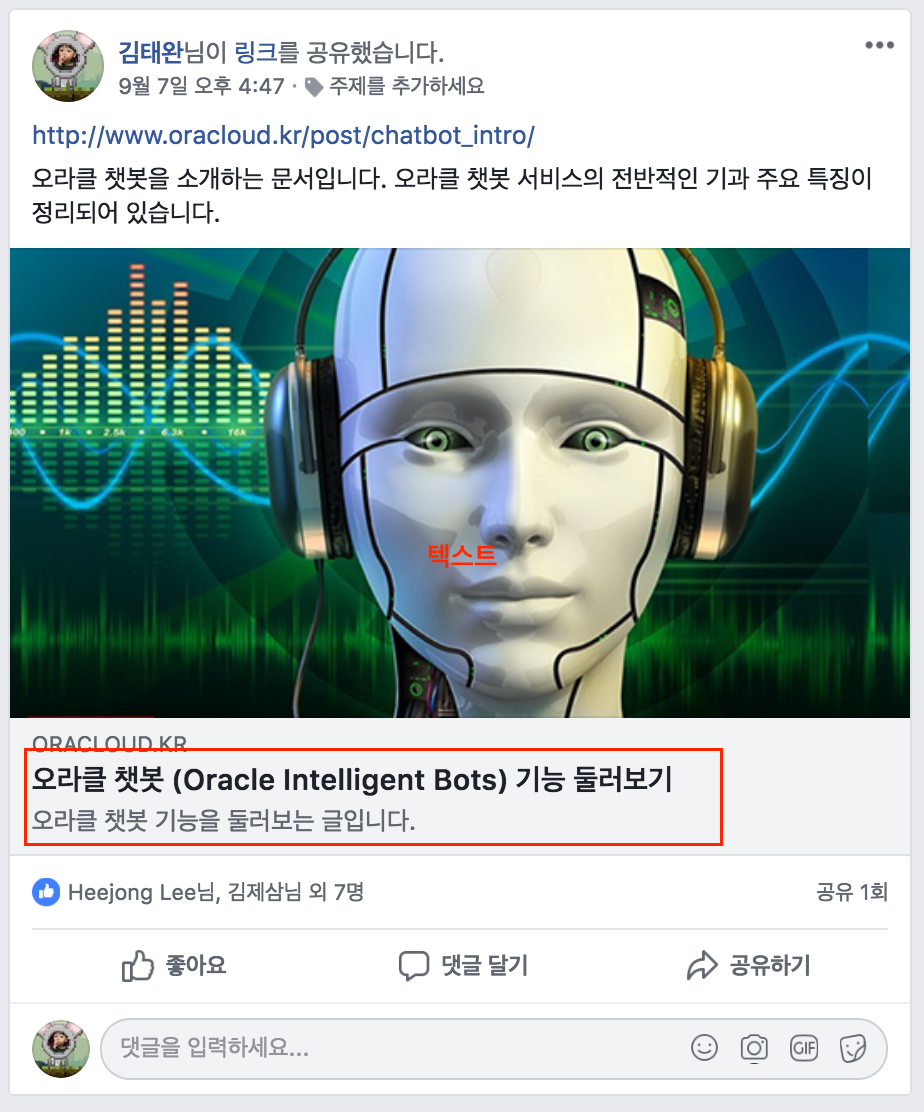 김태완님이 링크를 공유했습니다.
9월 7일 오후 4:47 · 주제를 추가하세요
http://www.oracloud.kr/post/chatbot_intro/
오라클 챗봇을 소개하는 문서입니다. 오라클 챗봇 서비스의 전반적인 기과 주요 특징이
정리되어 있습니다.
400 • 1k • 2.5k • 6.3k • 16k
텍스트
ORACLOUD.KR
오라클 챗봇 (Oracle Intelligent Bots) 기능 둘러보기
오라클 챗봇 기능을 둘러보는 글입니다.
Heejong Lee님, 김제삼님 외 7명 공유 1회
좋아요 댓글 달기 공유하기
댓글을 입력하세요... GIF